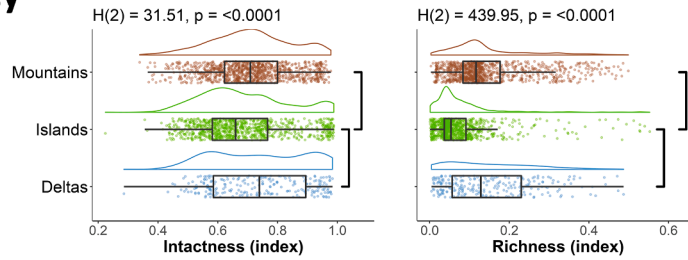 H(2) = 31.51, p = <0.0001
H(2) = 439.95, p = <0.0001
Mountains
Islands
Deltas
0.2 0.4 0.6 0.8 1.0
0.0 0.2 0.4 0.6
Intactness (index)
Richness (index)